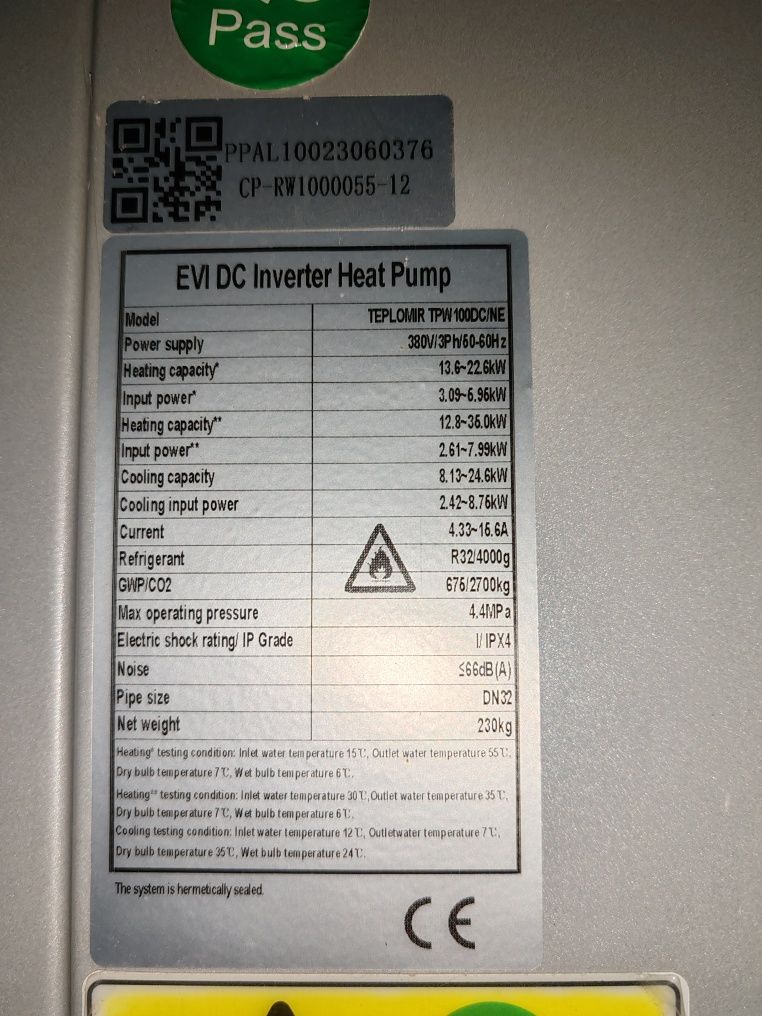 Pass
PPAL10023060376
CP-RW1000055-12
EVI DC Inverter Heat Pump
Model TEPLOMIR TPW100DC/NE
Power supply 380V/3Ph/50-60Hz
Heating capacity* 13.6~22.6kW
Input power* 3.09~6.96kW
Heating capacity** 12.8~35.0kW
Input power** 2.61~7.99kW
Cooling capacity 8.13~24.6kW
Cooling input power 2.42~8.76kW
Current 4.33~15.6A
Refrigerant R32/4000g
GWP/CO2 675/2700kg
Max operating pressure 4.4MPa
Electric shock rating/ IP Grade I/ IPX4
Noise ≤66dB(A)
Pipe size DN32
Net weight 230kg
Heating* testing condition: Inlet water temperature 15℃, Outlet water temperature 55℃,
Dry bulb temperature 7℃, Wet bulb temperature 6℃.
Heating** testing condition: Inlet water temperature 30℃,Outlet water temperature 35℃,
Dry bulb temperature 7℃, Wet bulb temperature 6℃.
Cooling testing condition: Inlet water temperature 12℃, Outletwater temperature 7℃,
Dry bulb temperature 35℃, Wet bulb temperature 24℃.
The system is hermetically sealed.
CE